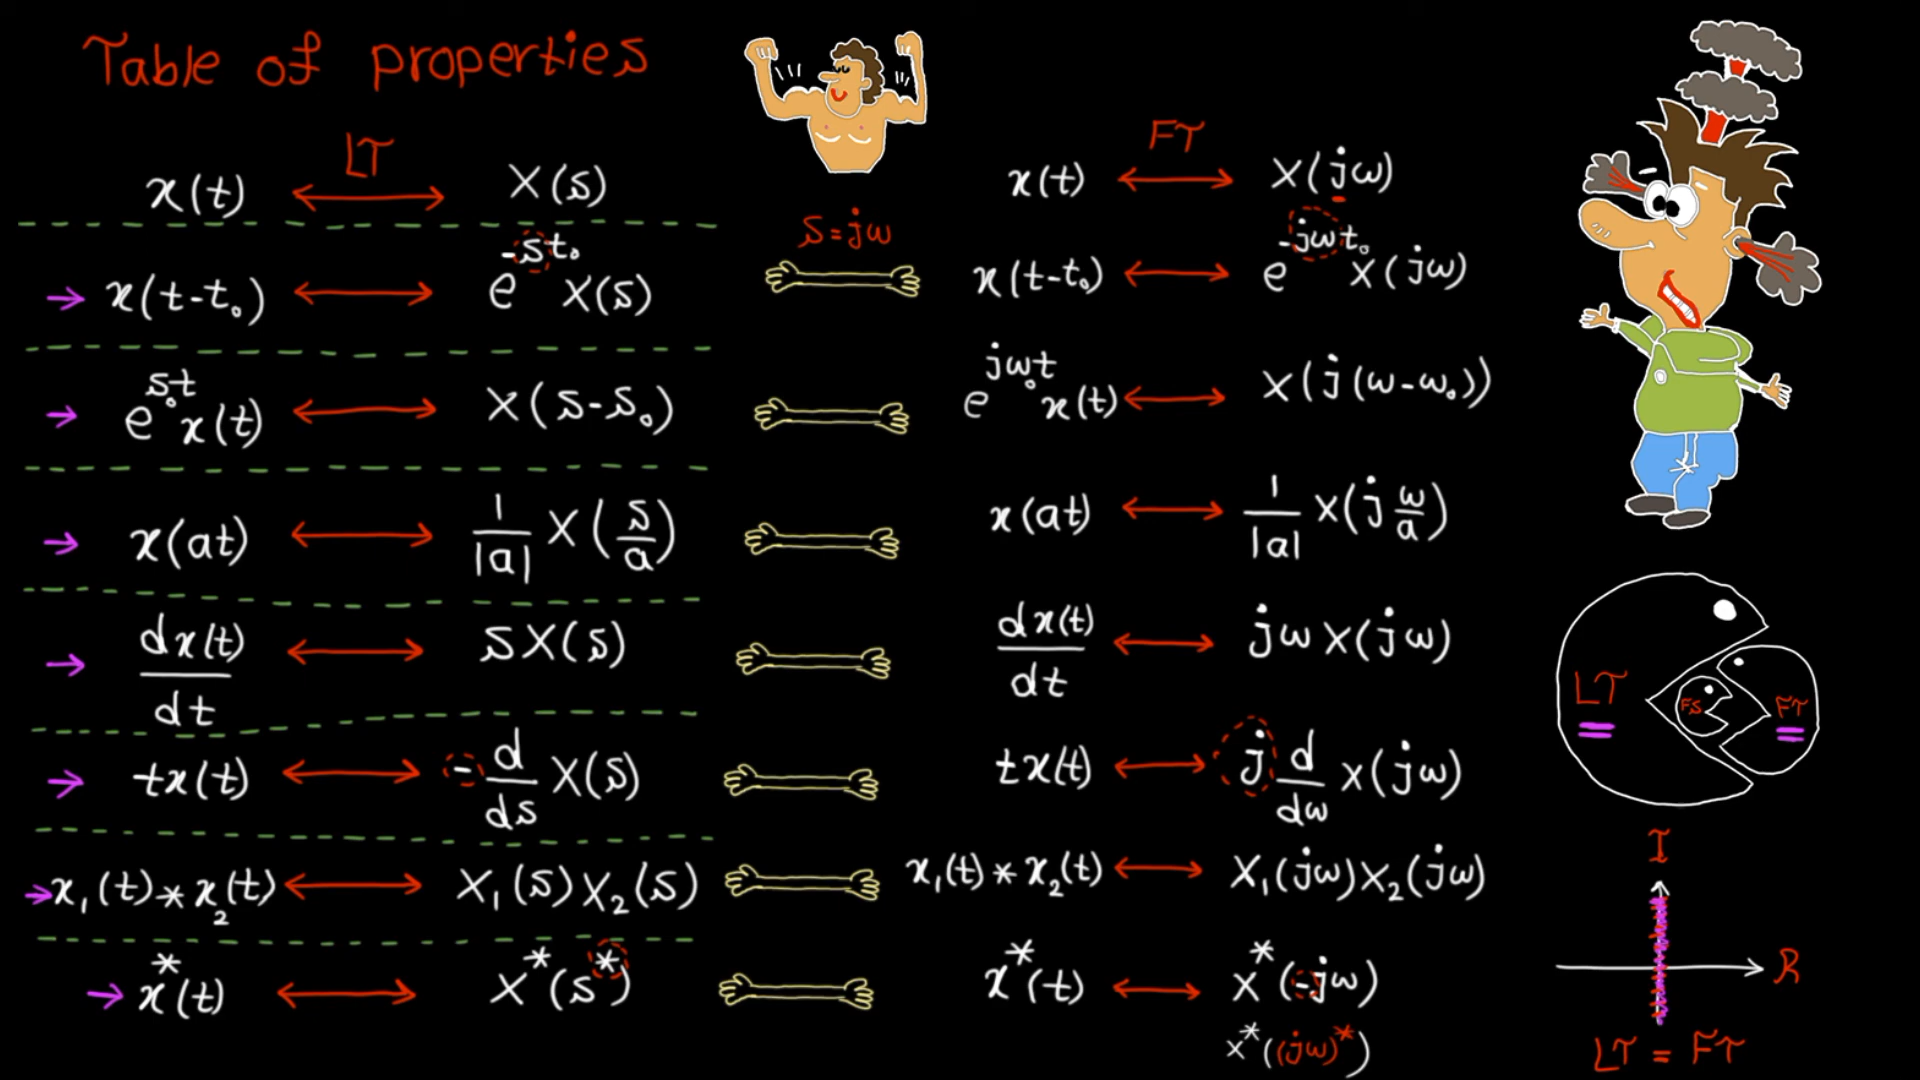 Table of properties
LT
x(t) ⟷ X(s)
FT
x(t) ⟷ X(jω)
→ x(t-t₀) ⟷ e^{-st₀} X(s)
s=jω
x(t-t₀) ⟷ e^{-jωt₀} X(jω)
→ e^{s₀t} x(t) ⟷ X(s-s₀)
e^{jω₀t} x(t) ⟷ X(j(ω-ω₀))
→ x(at) ⟷ 1/|a| X(s/a)
x(at) ⟷ 1/|a| X(j ω/a)
→ dx(t)/dt ⟷ sX(s)
dx(t)/dt ⟷ jωX(jω)
→ tx(t) ⟷ -d/ds X(s)
tx(t) ⟷ j d/dω X(jω)
→ x₁(t)*x₂(t) ⟷ X₁(s)X₂(s)
x₁(t)*x₂(t) ⟷ X₁(jω)X₂(jω)
→ x*(t) ⟷ X*(s*)
x*(t) ⟷ X*(-jω)
X*((jω)*)
LT FS FT
I
R
LT = FT